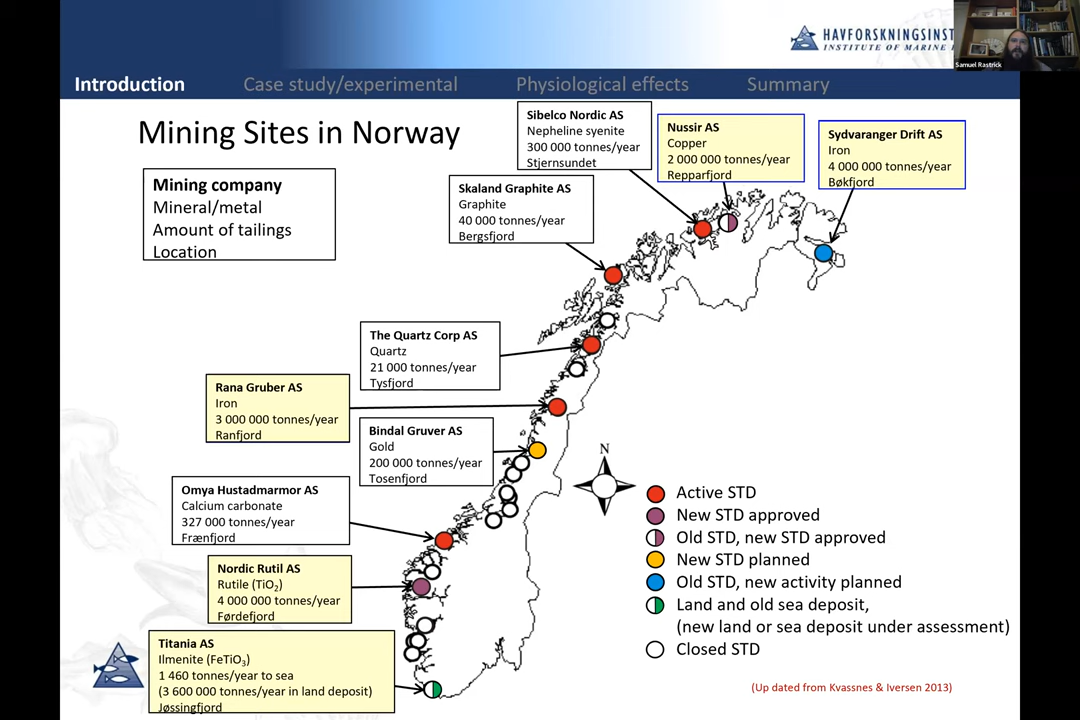 HAVFORSKNINGSINST
INSTITUTE OF MARINE
Samuel Rastrick
Introduction
Case study/experimental
Physiological effects
Summary
Mining Sites in Norway
Mining company
Mineral/metal
Amount of tailings
Location
Sibelco Nordic AS
Nepheline syenite
300 000 tonnes/year
Stjernsundet
Nussir AS
Copper
2 000 000 tonnes/year
Repparfjord
Sydvaranger Drift AS
Iron
4 000 000 tonnes/year
Bøkfjord
Skaland Graphite AS
Graphite
40 000 tonnes/year
Bergsfjord
The Quartz Corp AS
Quartz
21 000 tonnes/year
Tysfjord
Rana Gruber AS
Iron
3 000 000 tonnes/year
Ranfjord
Bindal Gruver AS
Gold
200 000 tonnes/year
Tosenfjord
Omya Hustadmarmor AS
Calcium carbonate
327 000 tonnes/year
Frænfjord
Nordic Rutil AS
Rutile (TiO₂)
4 000 000 tonnes/year
Førdefjord
Titania AS
Ilmenite (FeTiO₃)
1 460 tonnes/year to sea
(3 600 000 tonnes/year in land deposit)
Jøssingfjord
N
Active STD
New STD approved
Old STD, new STD approved
New STD planned
Old STD, new activity planned
Land and old sea deposit,
(new land or sea deposit under assessment)
Closed STD
(Up dated from Kvassnes & Iversen 2013)